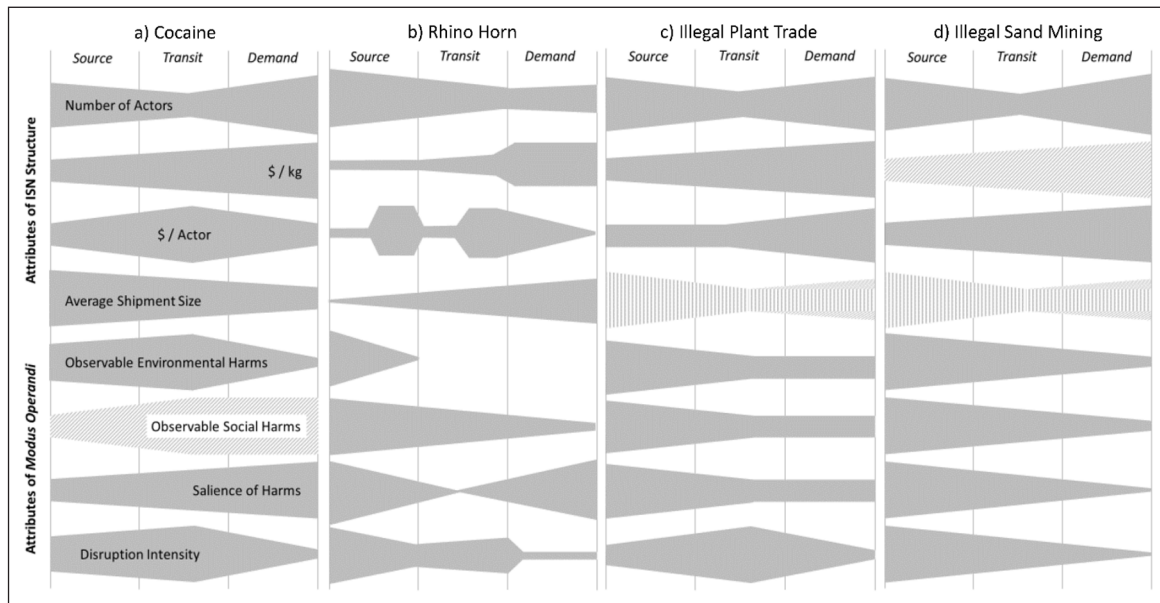 a) Cocaine
b) Rhino Horn
c) Illegal Plant Trade
d) Illegal Sand Mining
Source Transit Demand
Source Transit Demand
Source Transit Demand
Source Transit Demand
Attributes of ISN Structure
Number of Actors
$ / kg
$ / Actor
Average Shipment Size
Attributes of Modus Operandi
Observable Environmental Harms
Observable Social Harms
Salience of Harms
Disruption Intensity